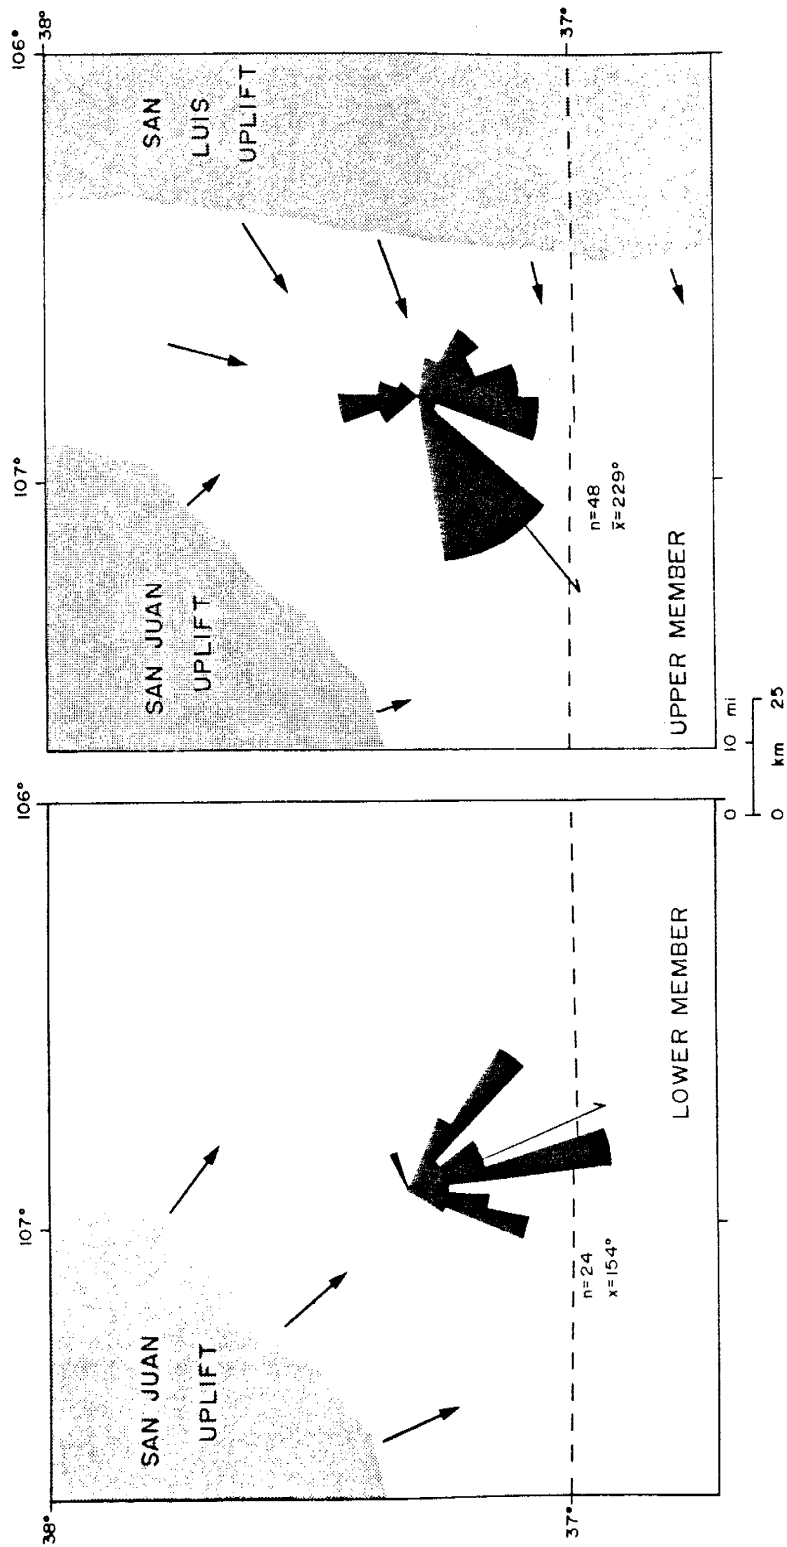 38°
107°
106°
SAN JUAN
UPLIFT
37°
n=24
x=154°
LOWER MEMBER
0 10 mi
0 25
km
107°
106°
38°
SAN JUAN
UPLIFT
SAN
LUIS
UPLIFT
37°
n=48
x̄=229°
UPPER MEMBER